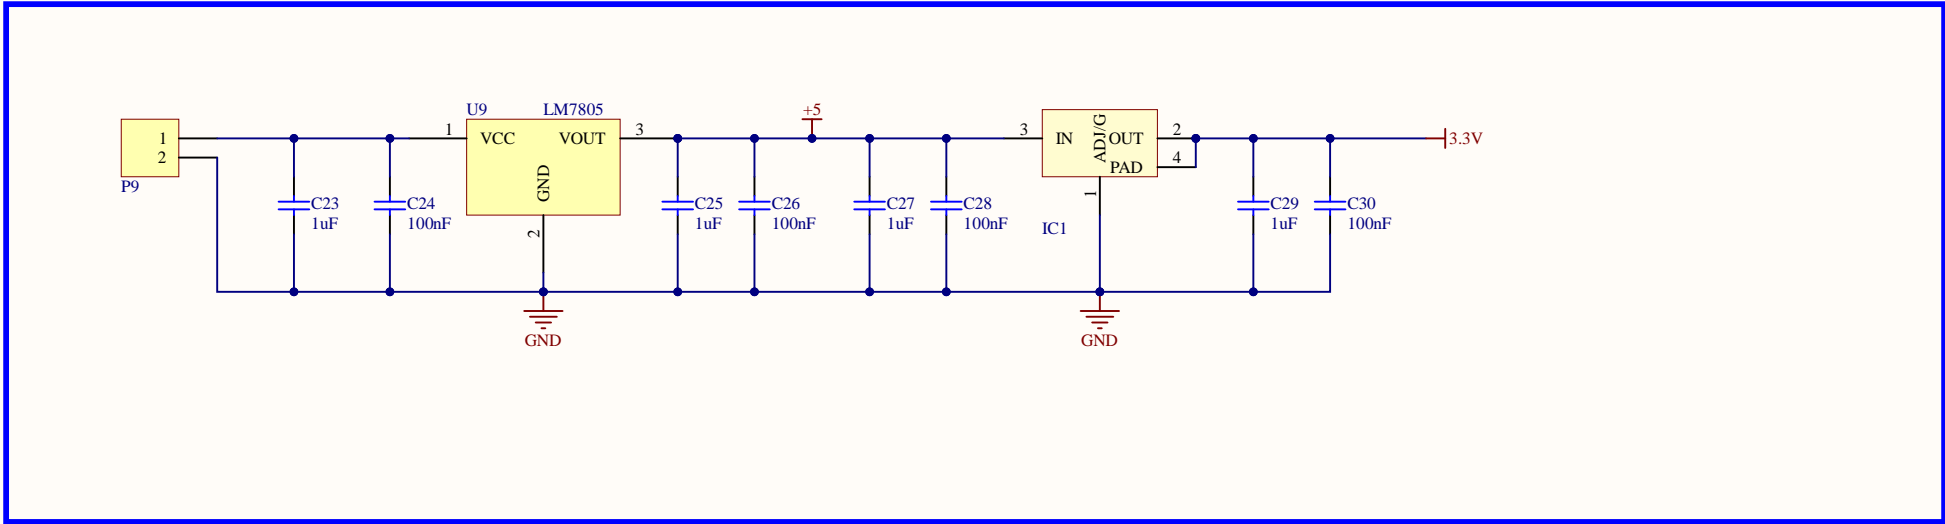 P9
1
2
C23
1uF
C24
100nF
U9 LM7805
1 VCC VOUT 3
GND
2
GND
C25
1uF
C26
100nF
+5
C27
1uF
C28
100nF
3 IN ADJ/G OUT 2
PAD 4
1
IC1
GND
C29
1uF
C30
100nF
3.3V